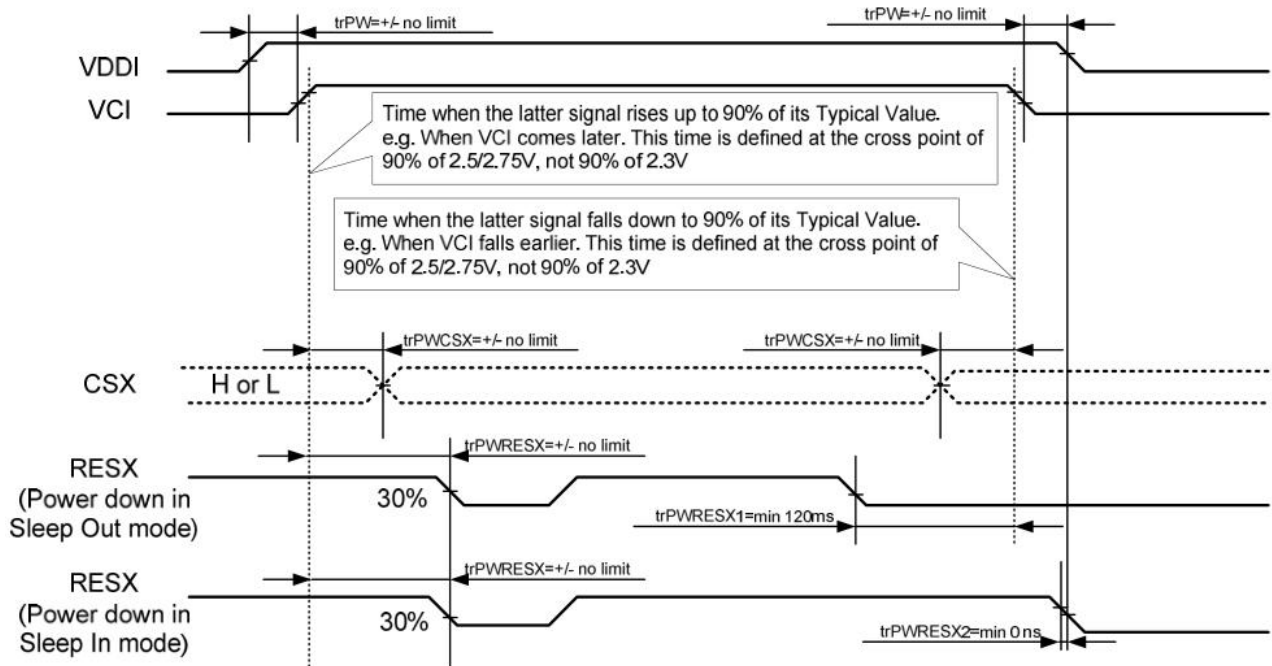 trPW=+/- no limit
trPW=+/- no limit
VDDI
VCI
Time when the latter signal rises up to 90% of its Typical Value.
e.g. When VCI comes later. This time is defined at the cross point of
90% of 2.5/2.75V, not 90% of 2.3V
Time when the latter signal falls down to 90% of its Typical Value.
e.g. When VCI falls earlier. This time is defined at the cross point of
90% of 2.5/2.75V, not 90% of 2.3V
trPWCSX=+/- no limit
trPWCSX=+/- no limit
CSX
H or L
trPWRESX=+/- no limit
RESX
(Power down in
Sleep Out mode)
30%
trPWRESX1=min 120ms
trPWRESX=+/- no limit
RESX
(Power down in
Sleep In mode)
30%
trPWRESX2=min 0 ns